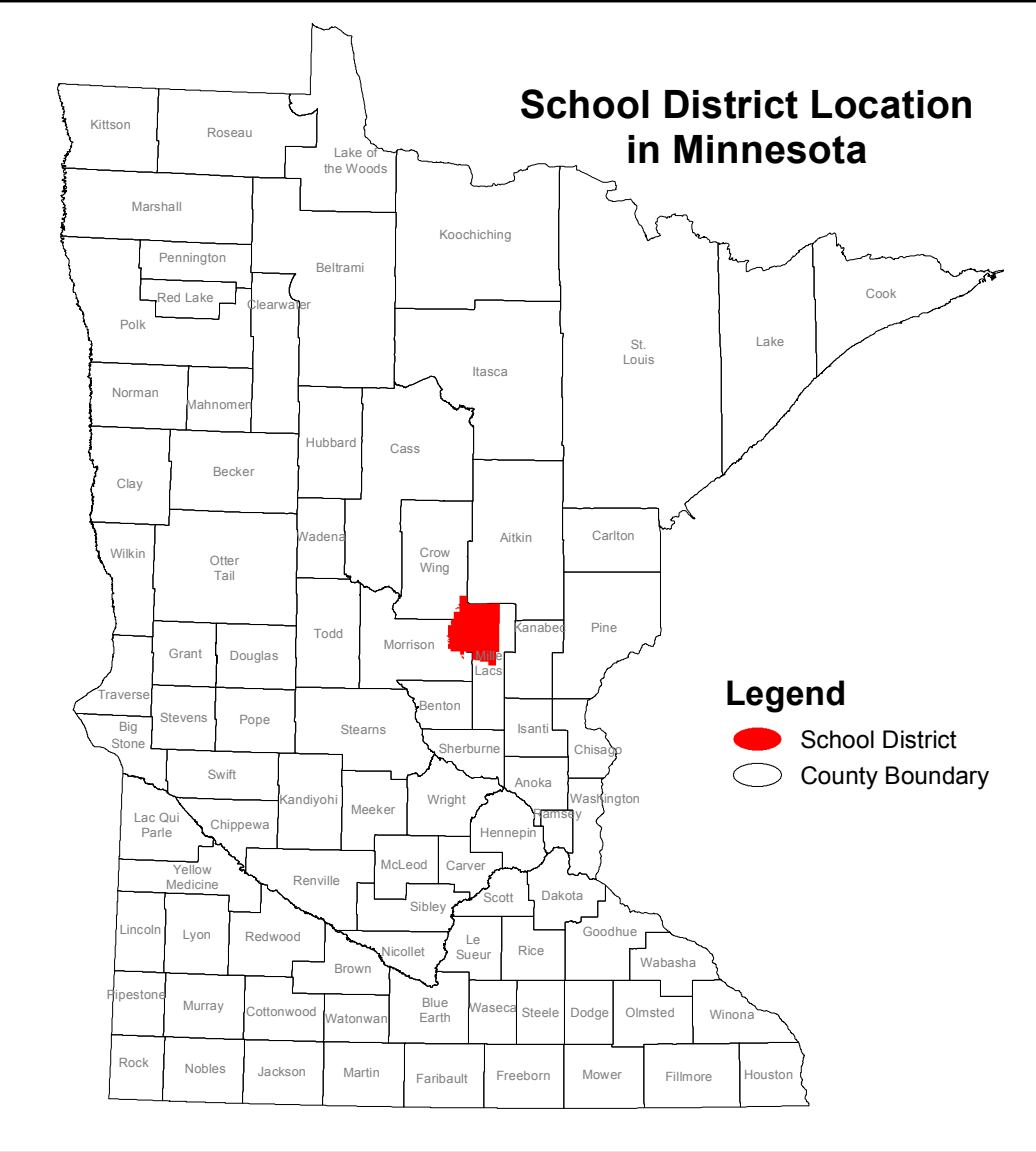 School District Location
in Minnesota
Kittson
Roseau
Lake of
the Woods
Marshall
Koochiching
Pennington
Beltrami
Red Lake
Clearwater
Cook
Polk
St.
Louis
Lake
Itasca
Norman
Mahnomen
Hubbard
Cass
Becker
Clay
Wadena
Aitkin
Carlton
Wilkin
Crow
Wing
Otter
Tail
Todd
Morrison
Kanabec
Pine
Grant
Douglas
Mille
Lacs
Traverse
Benton
Stevens
Pope
Stearns
Isanti
Big
Stone
Sherburne
Chisago
Legend
School District
County Boundary
Swift
Kandiyohi
Meeker
Wright
Anoka
Washington
Ramsey
Lac Qui
Parle
Chippewa
Hennepin
McLeod
Carver
Yellow
Medicine
Renville
Scott
Dakota
Sibley
Lincoln
Lyon
Redwood
Nicollet
Le
Sueur
Rice
Goodhue
Brown
Wabasha
Pipestone
Murray
Cottonwood
Watonwan
Blue
Earth
Waseca
Steele
Dodge
Olmsted
Winona
Rock
Nobles
Jackson
Martin
Faribault
Freeborn
Mower
Fillmore
Houston